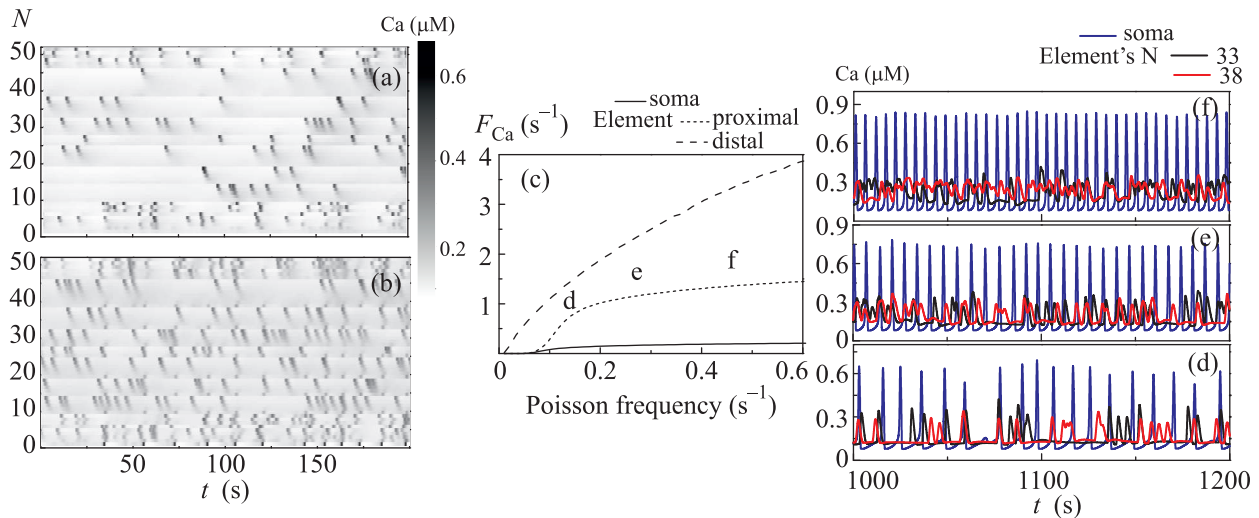 N
Ca (μM)
50
40
30
20
10
0
(a)
0.6
0.4
0.2
50
40
30
20
10
0
(b)
50
100
150
t (s)
soma
Element
proximal
distal
F_Ca (s⁻¹)
4
3
2
1
(c)
d
e
f
0
0.2
0.4
0.6
Poisson frequency (s⁻¹)
soma
Element's N
33
38
Ca (μM)
0.9
0.6
0.3
0
(f)
0.9
0.6
0.3
0
(e)
0.6
0.3
0
(d)
1000
1100
1200
t (s)